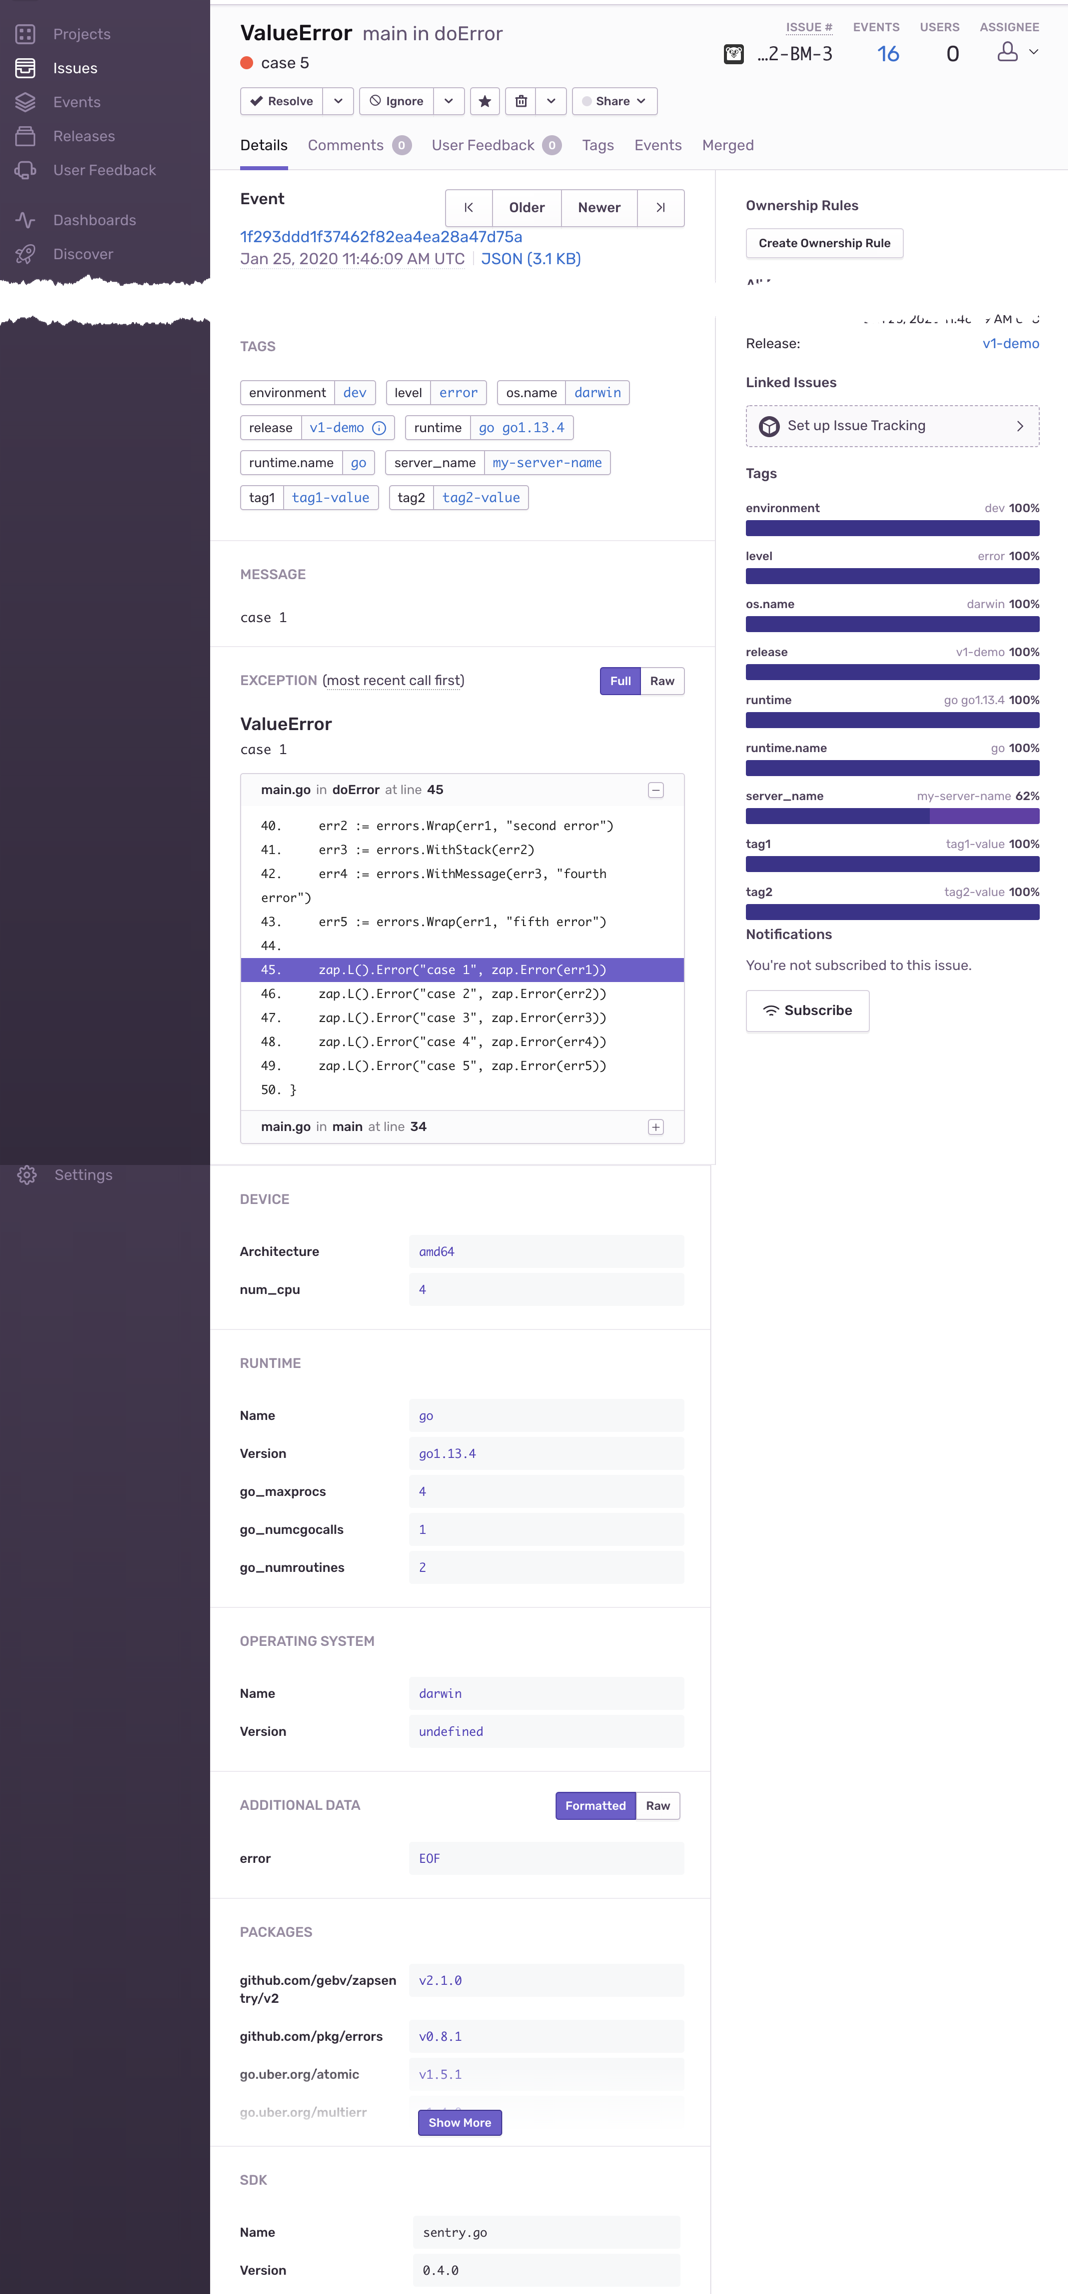 Projects
Issues
Events
Releases
User Feedback
Dashboards
Discover
ValueError main in doError
case 5
ISSUE # EVENTS USERS ASSIGNEE
...2-BM-3 16 0
Resolve Ignore Share
Details Comments 0 User Feedback 0 Tags Events Merged
Event
Older Newer
1f293ddd1f37462f82ea4ea28a47d75a
Jan 25, 2020 11:46:09 AM UTC JSON (3.1 KB)
Ownership Rules
Create Ownership Rule
TAGS
environment dev level error os.name darwin
release v1-demo runtime go go1.13.4
runtime.name go server_name my-server-name
tag1 tag1-value tag2 tag2-value
MESSAGE
case 1
EXCEPTION (most recent call first) Full Raw
ValueError
case 1
main.go in doError at line 45
40. err2 := errors.Wrap(err1, "second error")
41. err3 := errors.WithStack(err2)
42. err4 := errors.WithMessage(err3, "fourth
error")
43. err5 := errors.Wrap(err1, "fifth error")
44.
45. zap.L().Error("case 1", zap.Error(err1))
46. zap.L().Error("case 2", zap.Error(err2))
47. zap.L().Error("case 3", zap.Error(err3))
48. zap.L().Error("case 4", zap.Error(err4))
49. zap.L().Error("case 5", zap.Error(err5))
50. }
main.go in main at line 34
Release: v1-demo
Linked Issues
Set up Issue Tracking
Tags
environment dev 100%
level error 100%
os.name darwin 100%
release v1-demo 100%
runtime go go1.13.4 100%
runtime.name go 100%
server_name my-server-name 62%
tag1 tag1-value 100%
tag2 tag2-value 100%
Notifications
You're not subscribed to this issue.
Subscribe
Settings
DEVICE
Architecture amd64
num_cpu 4
RUNTIME
Name go
Version go1.13.4
go_maxprocs 4
go_numcgocalls 1
go_numroutines 2
OPERATING SYSTEM
Name darwin
Version undefined
ADDITIONAL DATA Formatted Raw
error EOF
PACKAGES
github.com/gebv/zapsen v2.1.0
try/v2
github.com/pkg/errors v0.8.1
go.uber.org/atomic v1.5.1
go.uber.org/multierr
Show More
SDK
Name sentry.go
Version 0.4.0